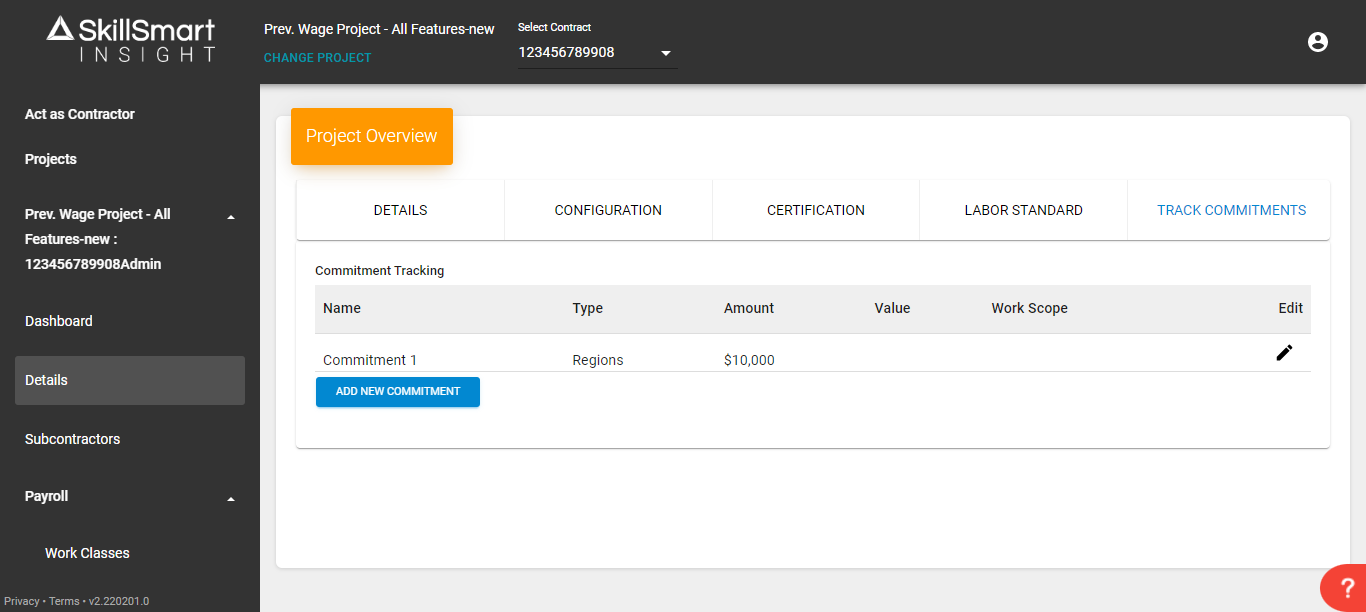 SkillSmart
INSIGHT
Prev. Wage Project - All Features-new
CHANGE PROJECT
Select Contract
123456789908
Act as Contractor
Projects
Prev. Wage Project - All
Features-new :
123456789908Admin
Dashboard
Details
Subcontractors
Payroll
Work Classes
Privacy • Terms • v2.220201.0
Project Overview
DETAILS
CONFIGURATION
CERTIFICATION
LABOR STANDARD
TRACK COMMITMENTS
Commitment Tracking
Name Type Amount Value Work Scope Edit
Commitment 1 Regions $10,000
ADD NEW COMMITMENT
?